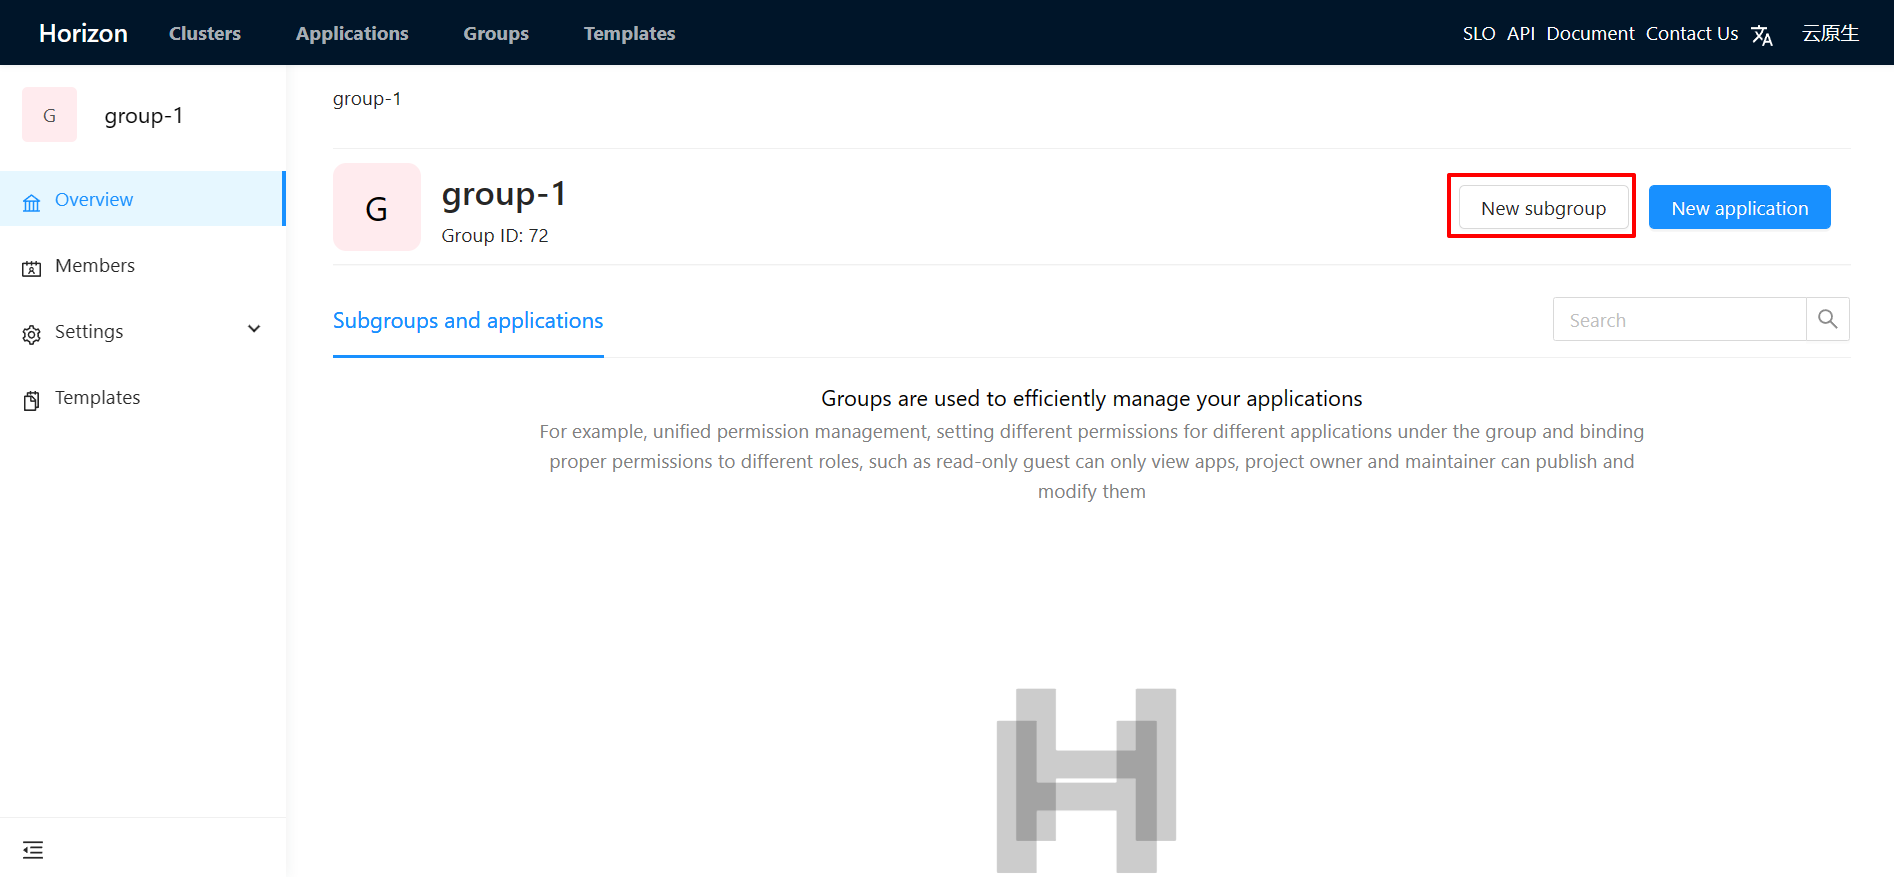 Horizon Clusters Applications Groups Templates SLO API Document Contact Us 云原生
G group-1
Overview
Members
Settings
Templates
group-1
G
group-1
Group ID: 72
New subgroup New application
Subgroups and applications
Search
Groups are used to efficiently manage your applications
For example, unified permission management, setting different permissions for different applications under the group and binding
proper permissions to different roles, such as read-only guest can only view apps, project owner and maintainer can publish and
modify them